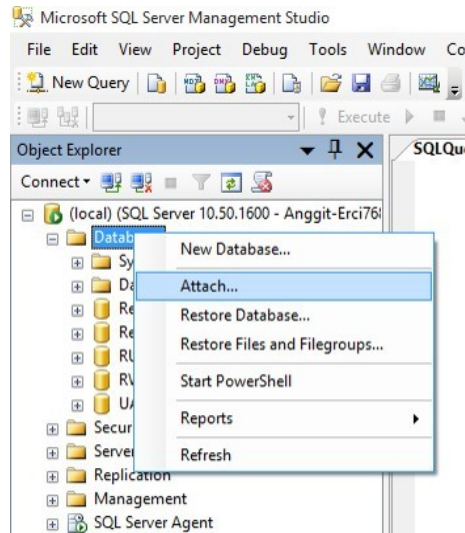 Microsoft SQL Server Management Studio
File Edit View Project Debug Tools Window Co
New Query
Execute
Object Explorer
SQLQu
Connect
(local) (SQL Server 10.50.1600 - Anggit-Erci76
Datab
New Database...
Sy
Attach...
Da
Re
Restore Database...
Re
Restore Files and Filegroups...
RU
Start PowerShell
RV
UA
Reports
Secur
Server
Refresh
Replication
Management
SQL Server Agent